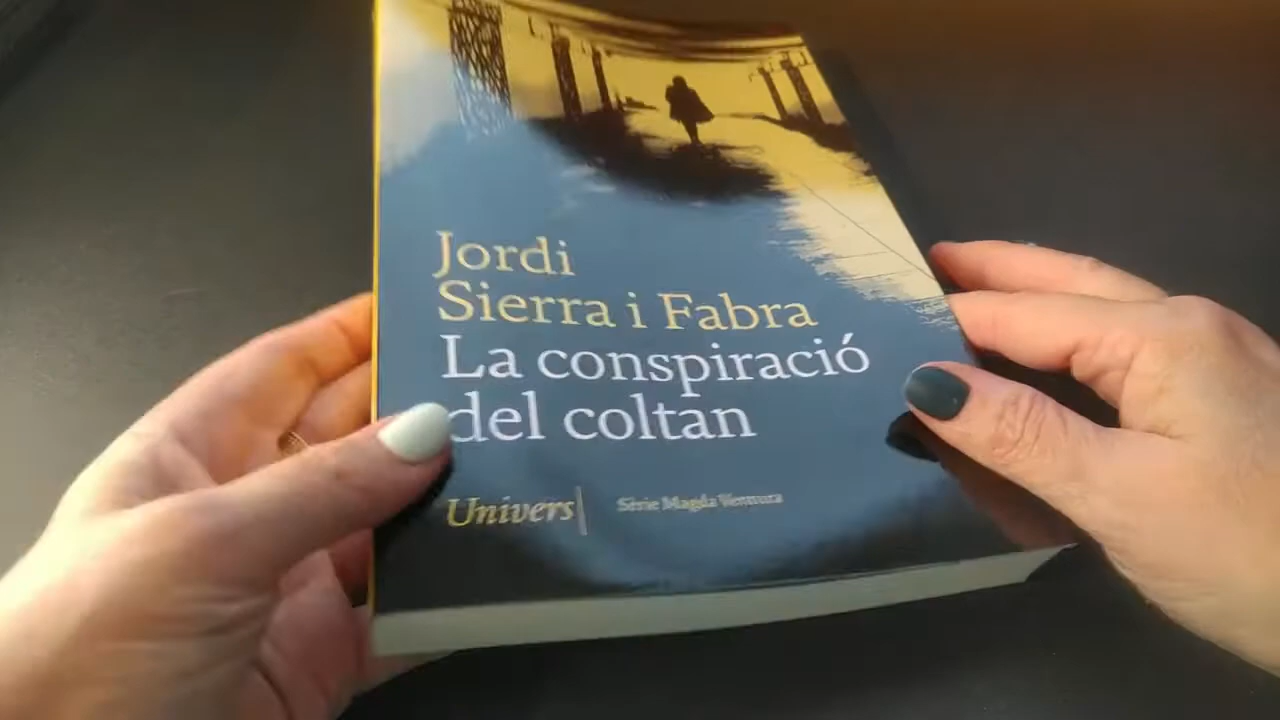 Jordi
Sierra i Fabra
La conspiració
del coltan
Univers
Sèrie Magda Ventura